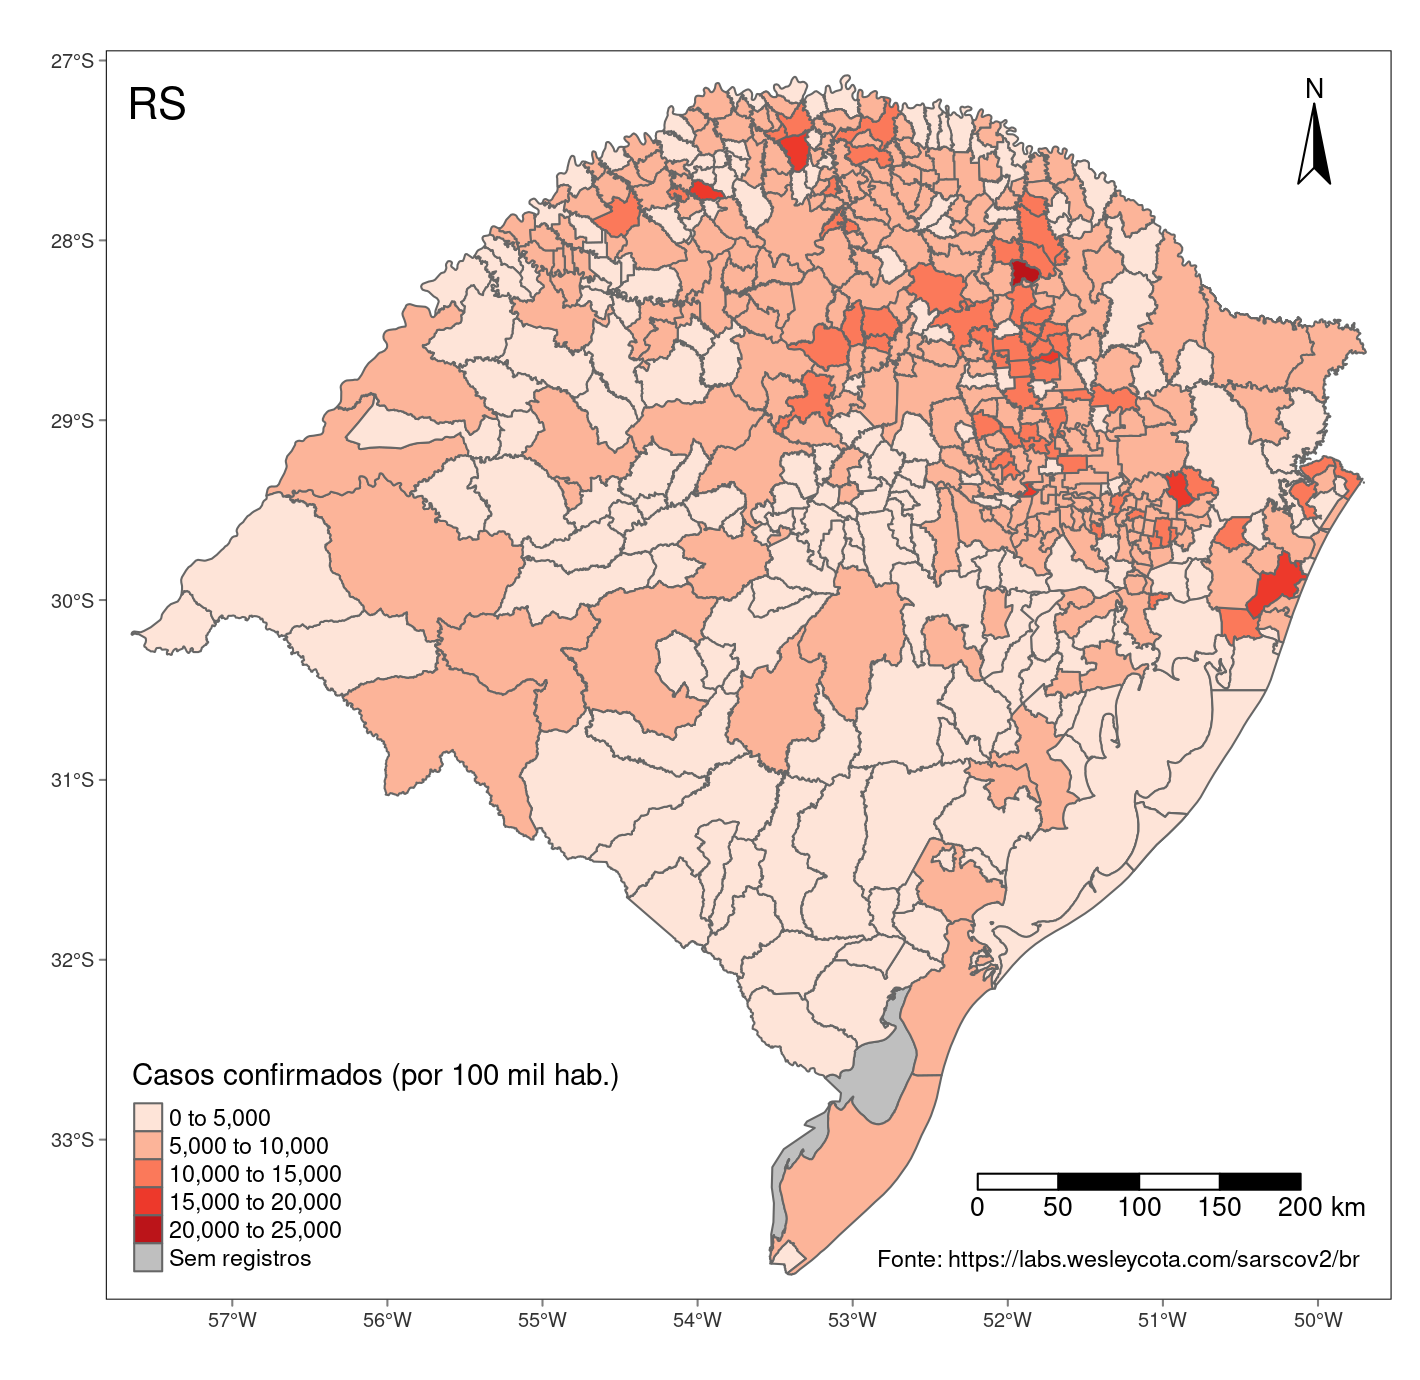 RS
N
27°S
28°S
29°S
30°S
31°S
32°S
33°S
Casos confirmados (por 100 mil hab.)
0 to 5,000
5,000 to 10,000
10,000 to 15,000
15,000 to 20,000
20,000 to 25,000
Sem registros
0 50 100 150 200 km
Fonte: https://labs.wesleycota.com/sarscov2/br
57°W 56°W 55°W 54°W 53°W 52°W 51°W 50°W